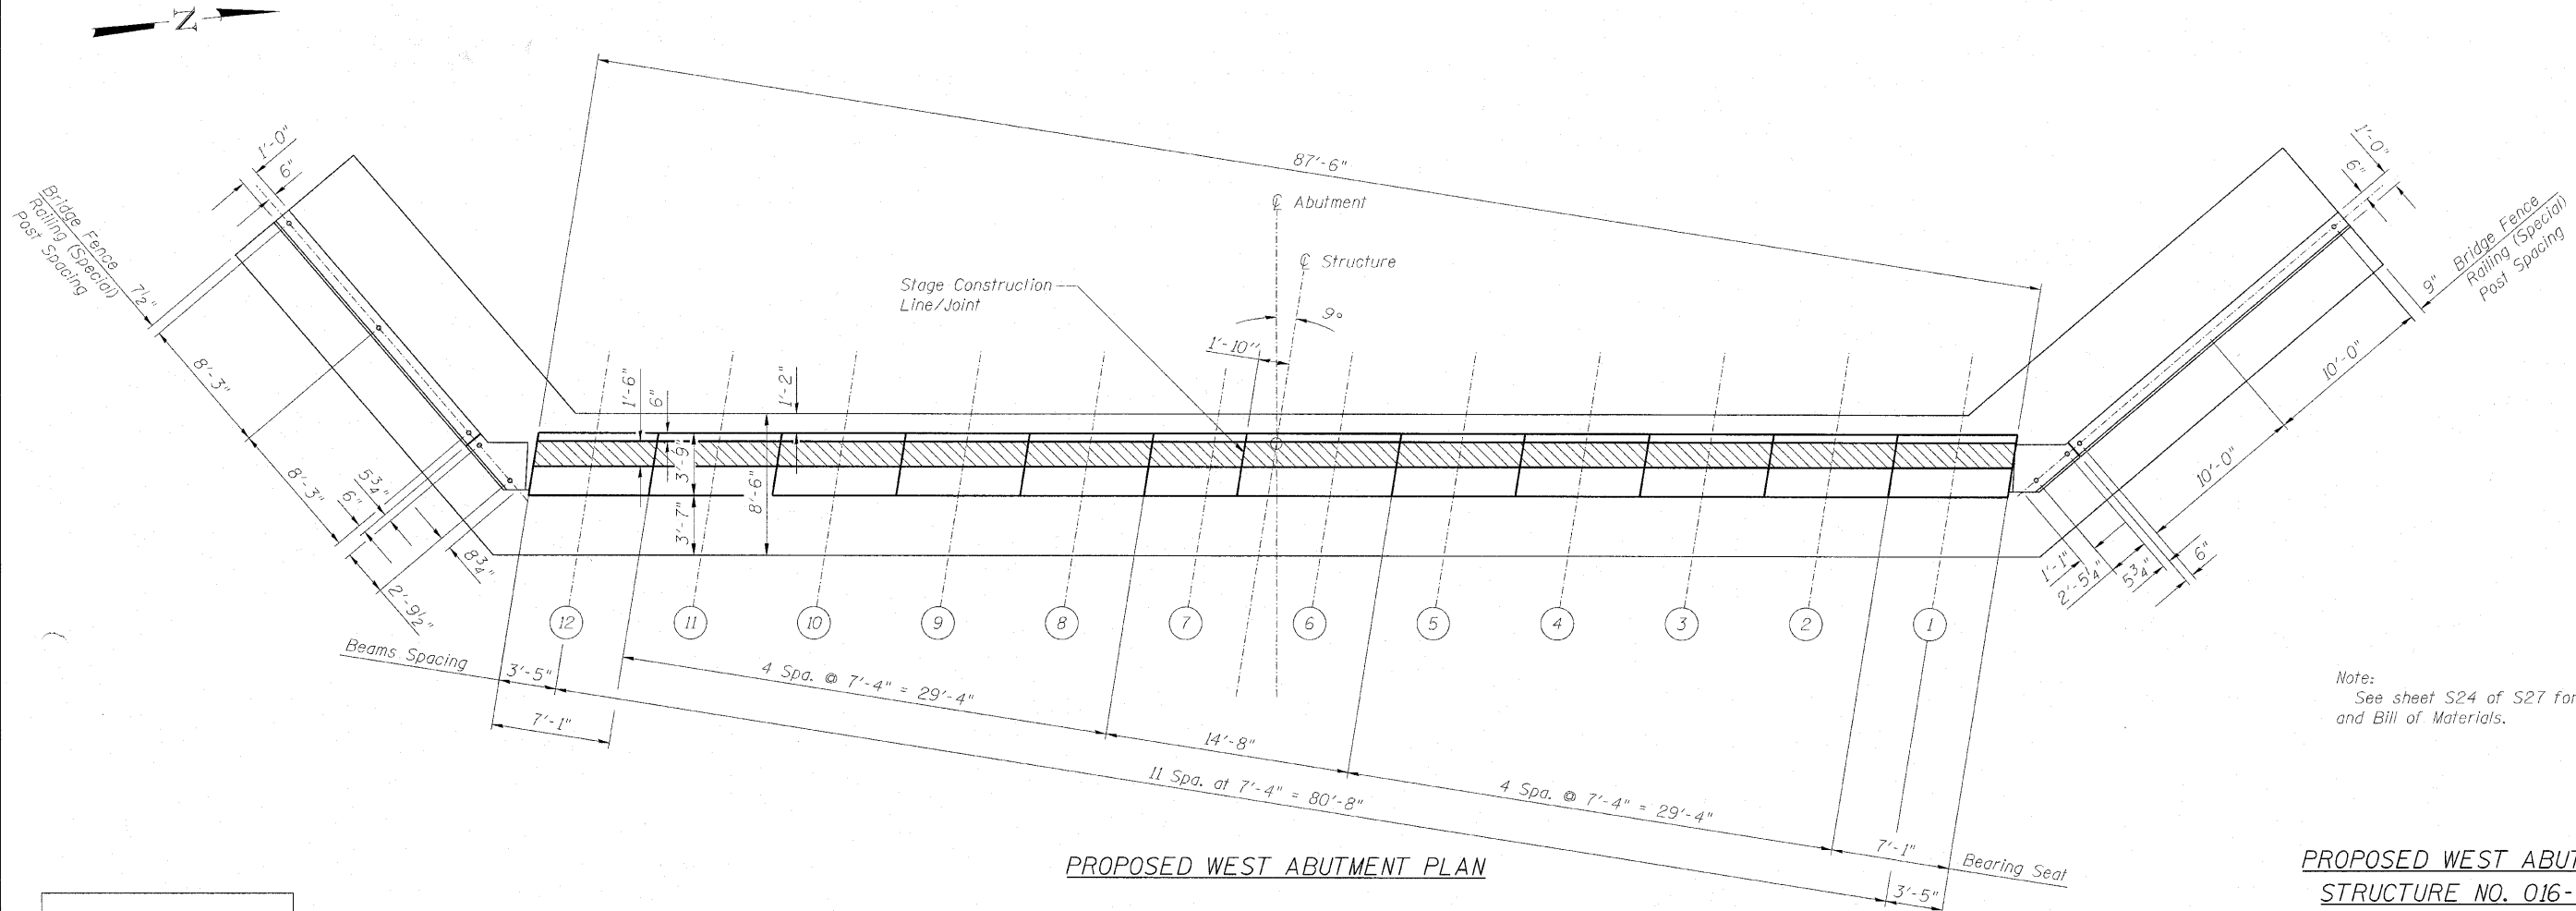 N
87'-6"
℄ Abutment
℄ Structure
9°
1'-10"
Stage Construction
Line/Joint
1'-0"
6"
Bridge Fence
Railing (Special)
Post Spacing
7½"
8'-3"
8'-3"
5¾"
6"
8¾"
2'-9½"
1'-6"
6"
1'-2"
3'-9"
8'-6"
3'-7"
1'-0"
6"
Bridge Fence
Railing (Special)
Post Spacing
9"
10'-0"
10'-0"
6"
5¾"
2'-5¼"
1'-1"
12
11
10
9
8
7
6
5
4
3
2
1
Beams Spacing
3'-5"
4 Spa. @ 7'-4" = 29'-4"
7'-1"
14'-8"
11 Spa. at 7'-4" = 80'-8"
4 Spa. @ 7'-4" = 29'-4"
7'-1"
Bearing Seat
3'-5"
Note:
See sheet S24 of S27 for
and Bill of Materials.
PROPOSED WEST ABUTMENT PLAN
PROPOSED WEST ABUT
STRUCTURE NO. 016-